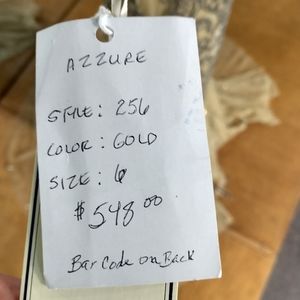 AZZURE
STYLE: 256
COLOR: GOLD
SIZE: 6
$548.00
Bar Code on Back